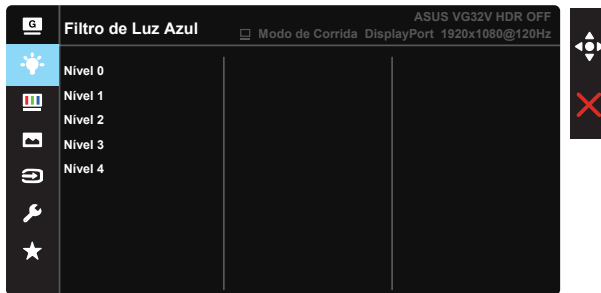 G
Filtro de Luz Azul
ASUS VG32V HDR OFF
Modo de Corrida DisplayPort 1920x1080@120Hz
Nível 0
Nível 1
Nível 2
Nível 3
Nível 4